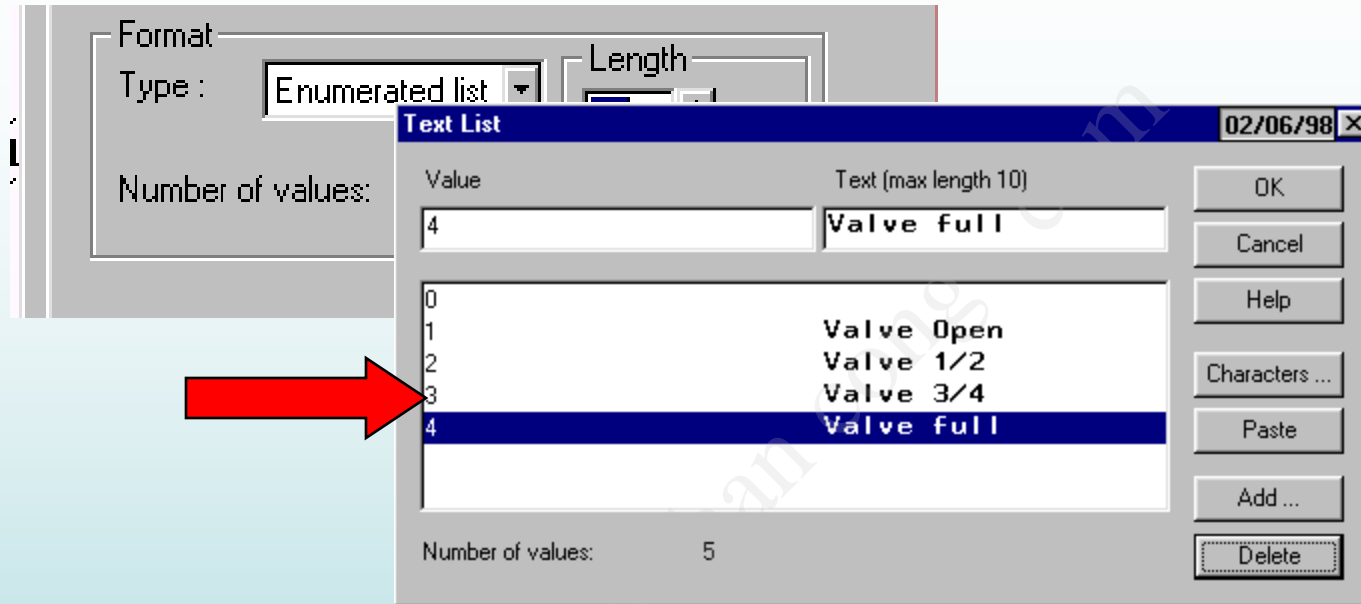 Format
Type :
Enumerated list
Length
Number of values:
Text List
02/06/98
Value
Text (max length 10)
4
Valve full
0
1 Valve Open
2 Valve 1/2
3 Valve 3/4
4 Valve full
Number of values: 5
OK
Cancel
Help
Characters ...
Paste
Add ...
Delete